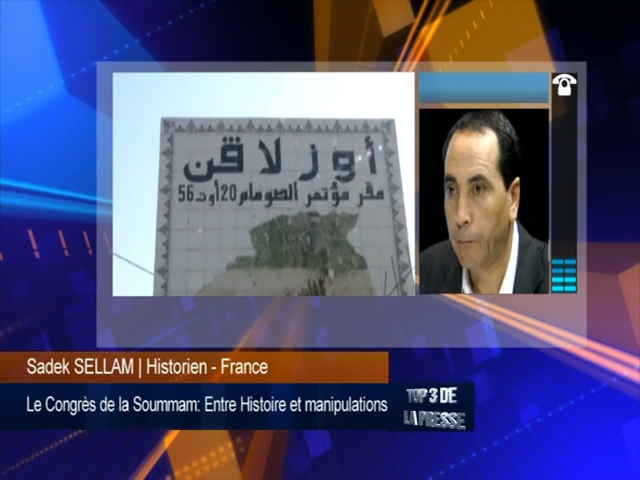 أوزلاقن
مقر مؤتمر الصومام 20 أوت 56
Sadek SELLAM | Historien - France
Le Congrès de la Soummam: Entre Histoire et manipulations
TOP 3 DE
LA PRESSE